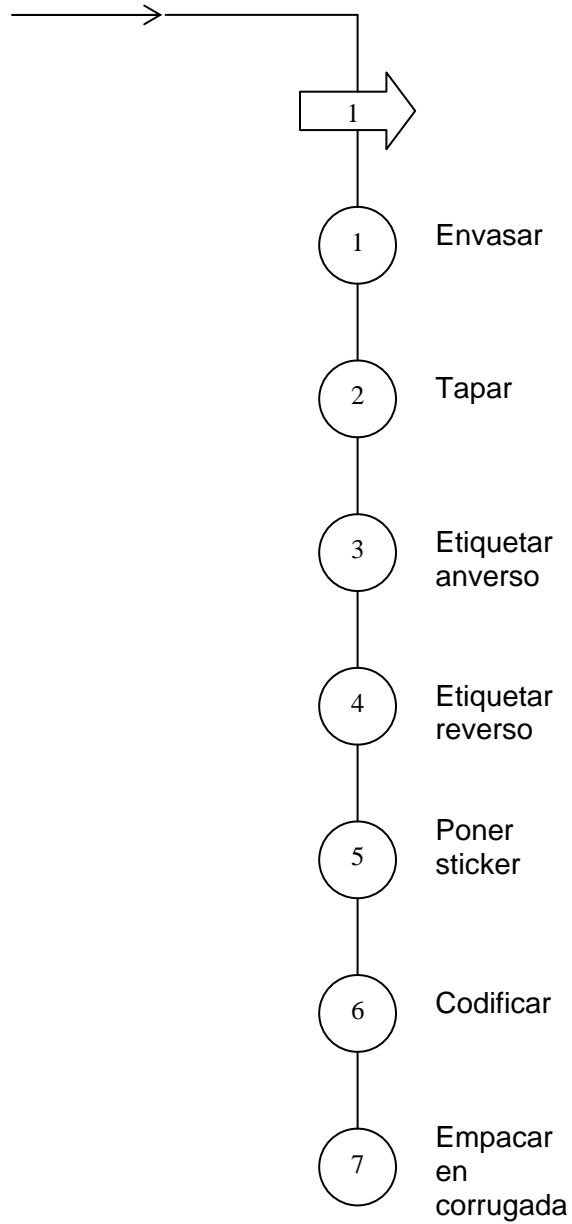 1
1 Envasar
2 Tapar
3 Etiquetar
anverso
4 Etiquetar
reverso
5 Poner
sticker
6 Codificar
7 Empacar
en
corrugada